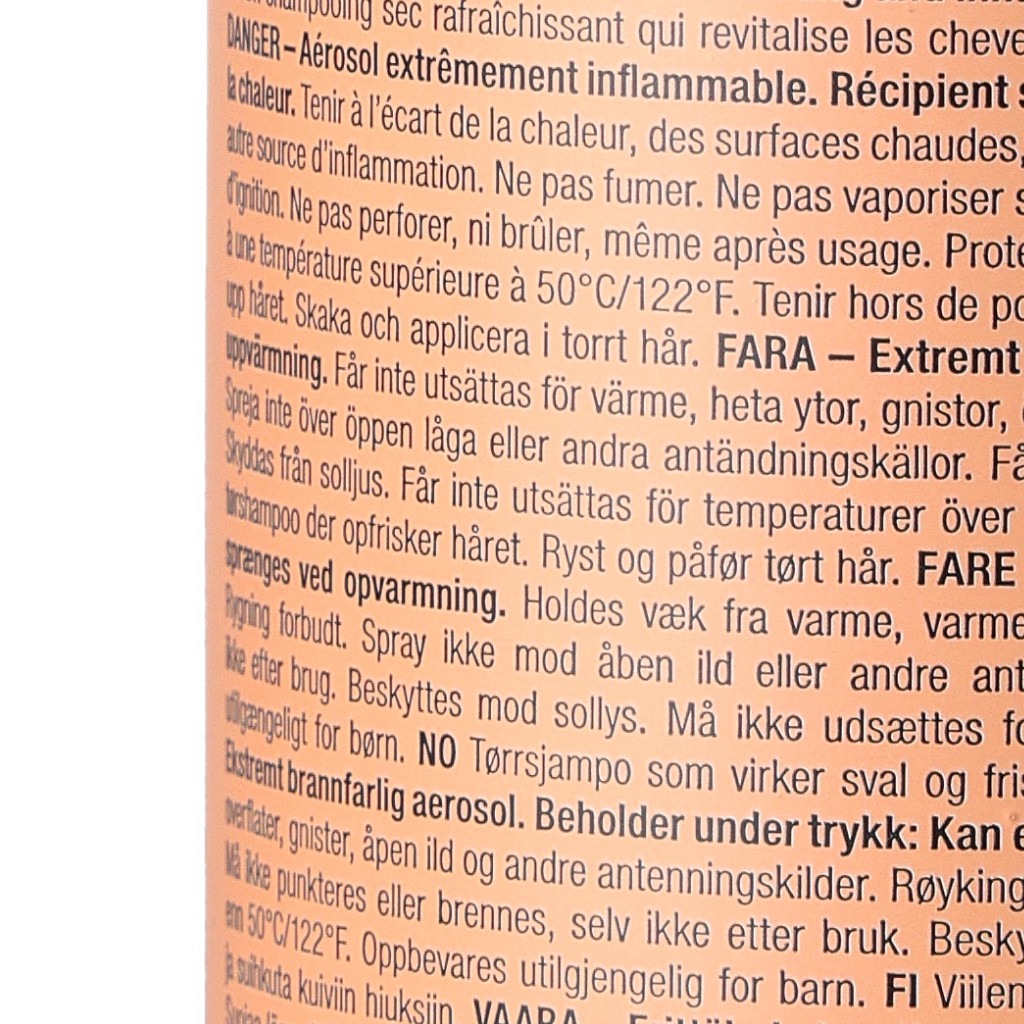 shampooing sec rafraîchissant qui revitalise les cheve
DANGER – Aérosol extrêmement inflammable. Récipient s
la chaleur. Tenir à l'écart de la chaleur, des surfaces chaudes,
autre source d'inflammation. Ne pas fumer. Ne pas vaporiser s
d'ignition. Ne pas perforer, ni brûler, même après usage. Proté
à une température supérieure à 50°C/122°F. Tenir hors de po
upp håret. Skaka och applicera i torrt hår. FARA – Extremt
uppvärmning. Får inte utsättas för värme, heta ytor, gnistor,
Spreja inte över öppen låga eller andra antändningskällor. Få
Skyddas från solljus. Får inte utsättas för temperaturer över
tørshampoo der opfrisker håret. Ryst og påfør tørt hår. FARE
sprænges ved opvarmning. Holdes væk fra varme, varme
Rygning forbudt. Spray ikke mod åben ild eller andre ant
ikke efter brug. Beskyttes mod sollys. Må ikke udsættes fo
utilgængeligt for børn. NO Tørrsjampo som virker sval og fris
Ekstremt brannfarlig aerosol. Beholder under trykk: Kan e
overflater, gnister, åpen ild og andre antenningskilder. Røyking
Må ikke punkteres eller brennes, selv ikke etter bruk. Besky
enn 50°C/122°F. Oppbevares utilgjengelig for barn. FI Viilen
ja suihkuta kuiviin hiuksiin. VAARA –